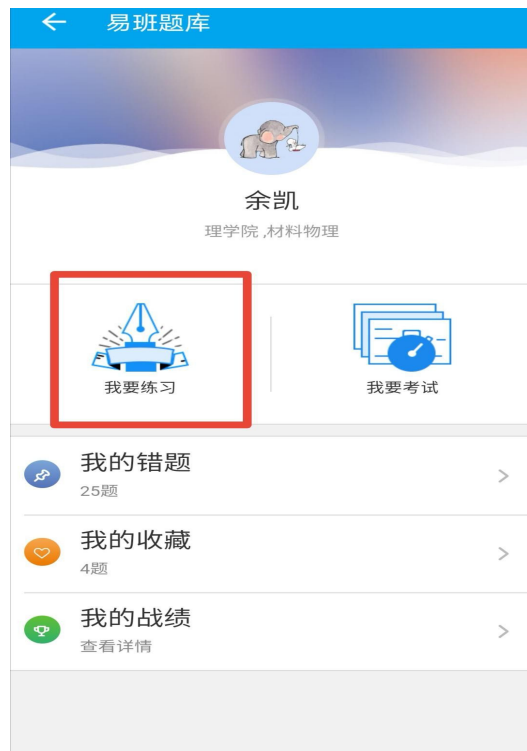 易班题库
余凯
理学院,材料物理
我要练习
我要考试
我的错题
25题
我的收藏
4题
我的战绩
查看详情